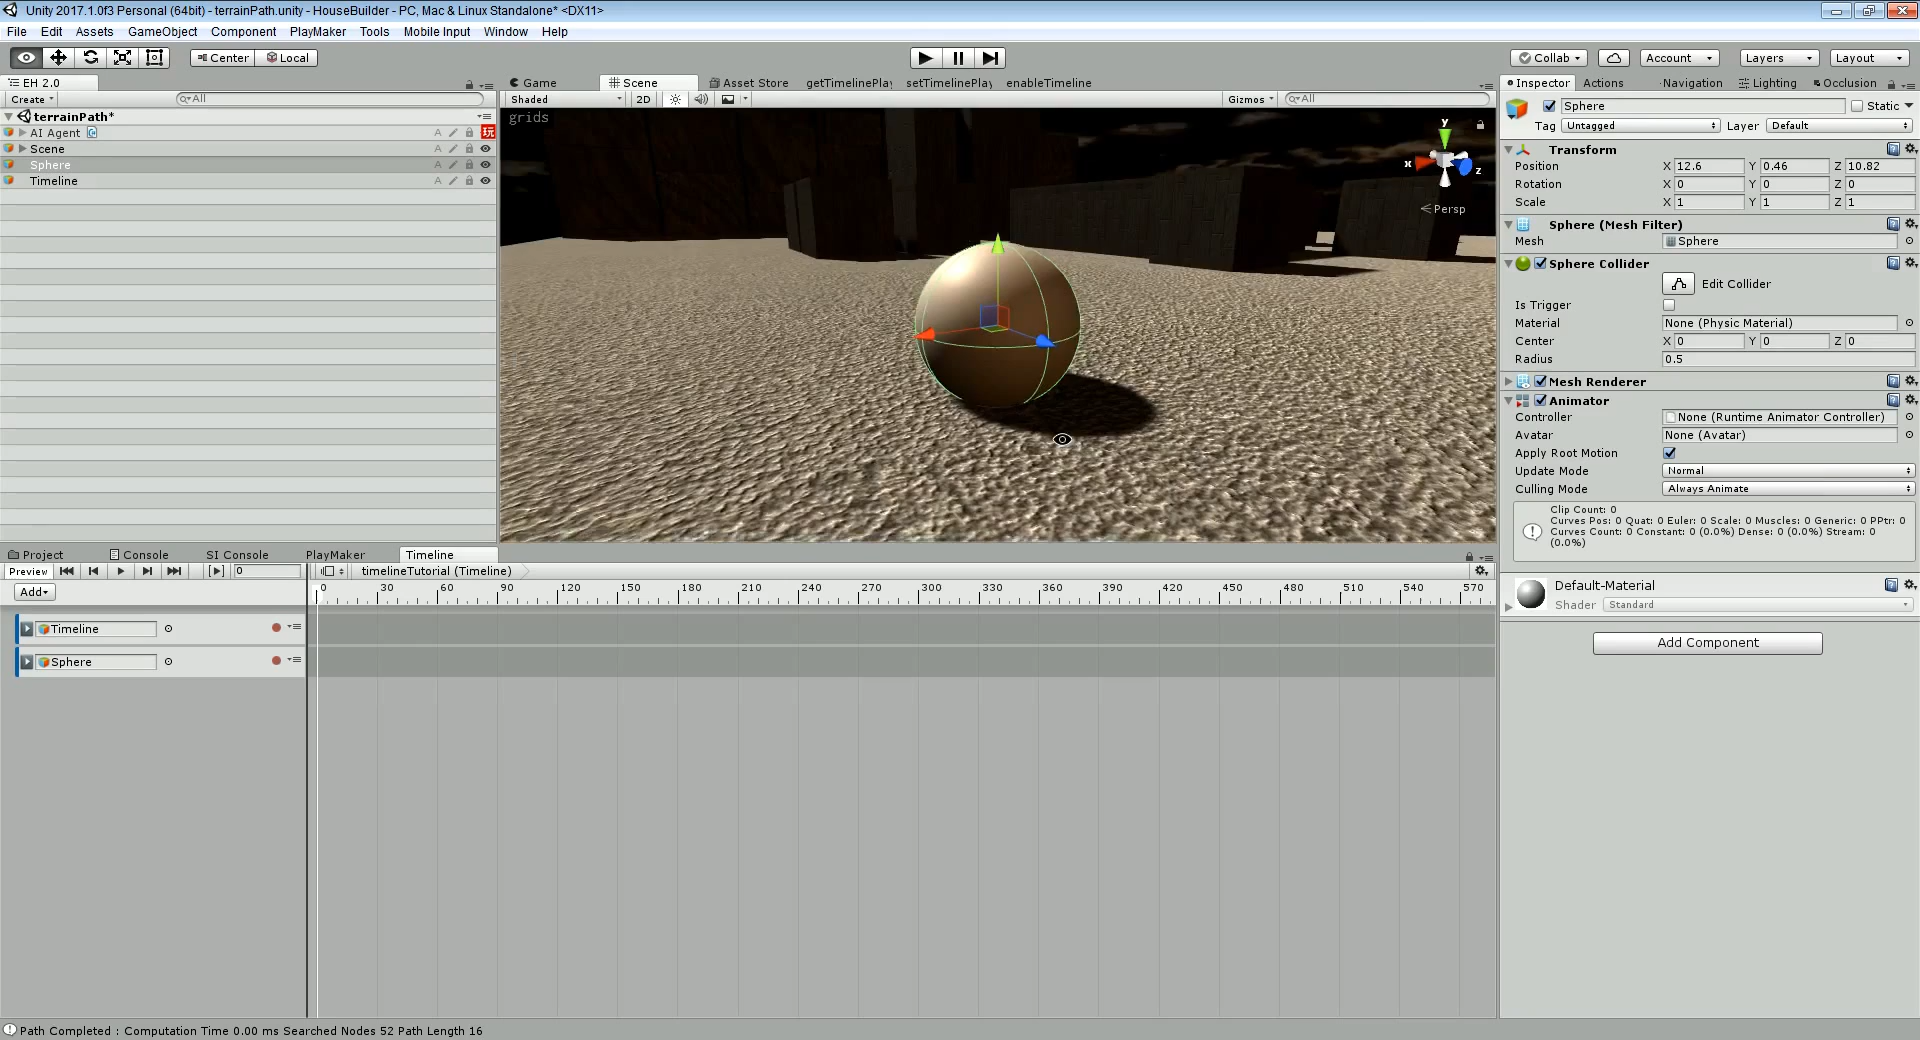 Unity 2017.1.0f3 Personal (64bit) - terrainPath.unity - HouseBuilder - PC, Mac & Linux Standalone* <DX11>
File Edit Assets GameObject Component PlayMaker Tools Mobile Input Window Help
Center Local Collab Account Layers Layout
EH 2.0
Create All
terrainPath*
AI Agent A 玩
Scene A
Sphere A
Timeline A
Game Scene Asset Store getTimelinePla setTimelinePla enableTimeline
Shaded 2D Gizmos All
grids
y
x
z
Persp
Inspector Actions Navigation Lighting Occlusion
Sphere Static
Tag Untagged Layer Default
Transform
Position X 12.6 Y 0.46 Z 10.82
Rotation X 0 Y 0 Z 0
Scale X 1 Y 1 Z 1
Sphere (Mesh Filter)
Mesh Sphere
Sphere Collider
Edit Collider
Is Trigger
Material None (Physic Material)
Center X 0 Y 0 Z 0
Radius 0.5
Mesh Renderer
Animator
Controller None (Runtime Animator Controller)
Avatar None (Avatar)
Apply Root Motion
Update Mode Normal
Culling Mode Always Animate
Clip Count: 0
Curves Pos: 0 Quat: 0 Euler: 0 Scale: 0 Muscles: 0 Generic: 0 PPtr: 0
Curves Count: 0 Constant: 0 (0.0%) Dense: 0 (0.0%) Stream: 0
(0.0%)
Default-Material
Shader Standard
Add Component
Project Console SI Console PlayMaker Timeline
Preview 0 timelineTutorial (Timeline)
Add
0 30 60 90 120 150 180 210 240 270 300 330 360 390 420 450 480 510 540 570
Timeline
Sphere
Path Completed : Computation Time 0.00 ms Searched Nodes 52 Path Length 16